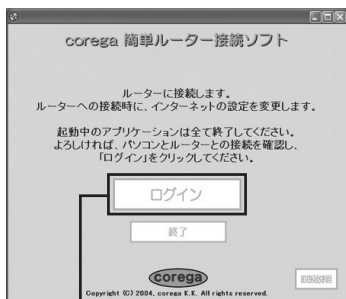 corega 簡単ルーター接続ソフト
ルーターに接続します。
ルーターへの接続時に、インターネットの設定を変更します。
起動中のアプリケーションは全て終了してください。
よろしければ、パソコンとルーターとの接続を確認し、
「ログイン」をクリックしてください。
ログイン
終了
corega
取扱説明
Copyright (C) 2004, corega K.K. All rights reserved.